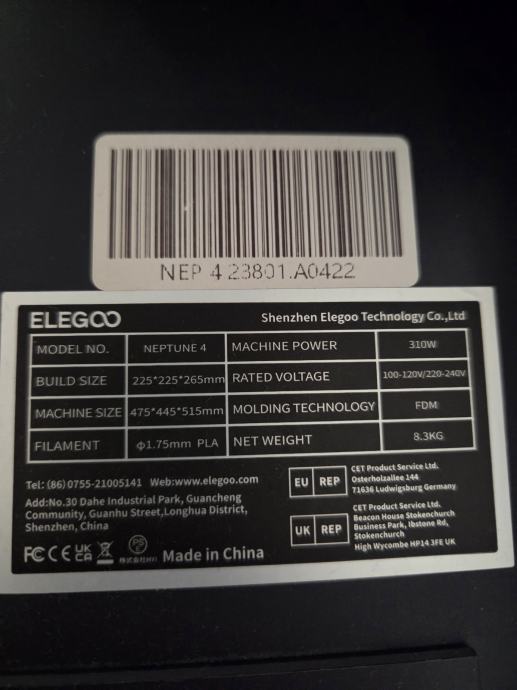 NEP 4 23801.A0422
ELEGOO
Shenzhen Elegoo Technology Co.,Ltd
MODEL NO. NEPTUNE 4 MACHINE POWER 310W
BUILD SIZE 225*225*265mm RATED VOLTAGE 100-120V/220-240V
MACHINE SIZE 475*445*515mm MOLDING TECHNOLOGY FDM
FILAMENT φ1.75mm PLA NET WEIGHT 8.3KG
Tel: (86) 0755-21005141 Web:www.elegoo.com
Add:No.30 Dahe Industrial Park, Guancheng
Community, Guanhu Street,Longhua District,
Shenzhen, China
EU REP
CET Product Service Ltd.
Osterholzallee 144
71636 Ludwigsburg Germany
UK REP
CET Product Service Ltd.
Beacon House Stokenchurch
Business Park, Ibstone Rd,
Stokenchurch
High Wycombe HP14 3FE UK
FC CE UK
CA
PS
E
Made in China